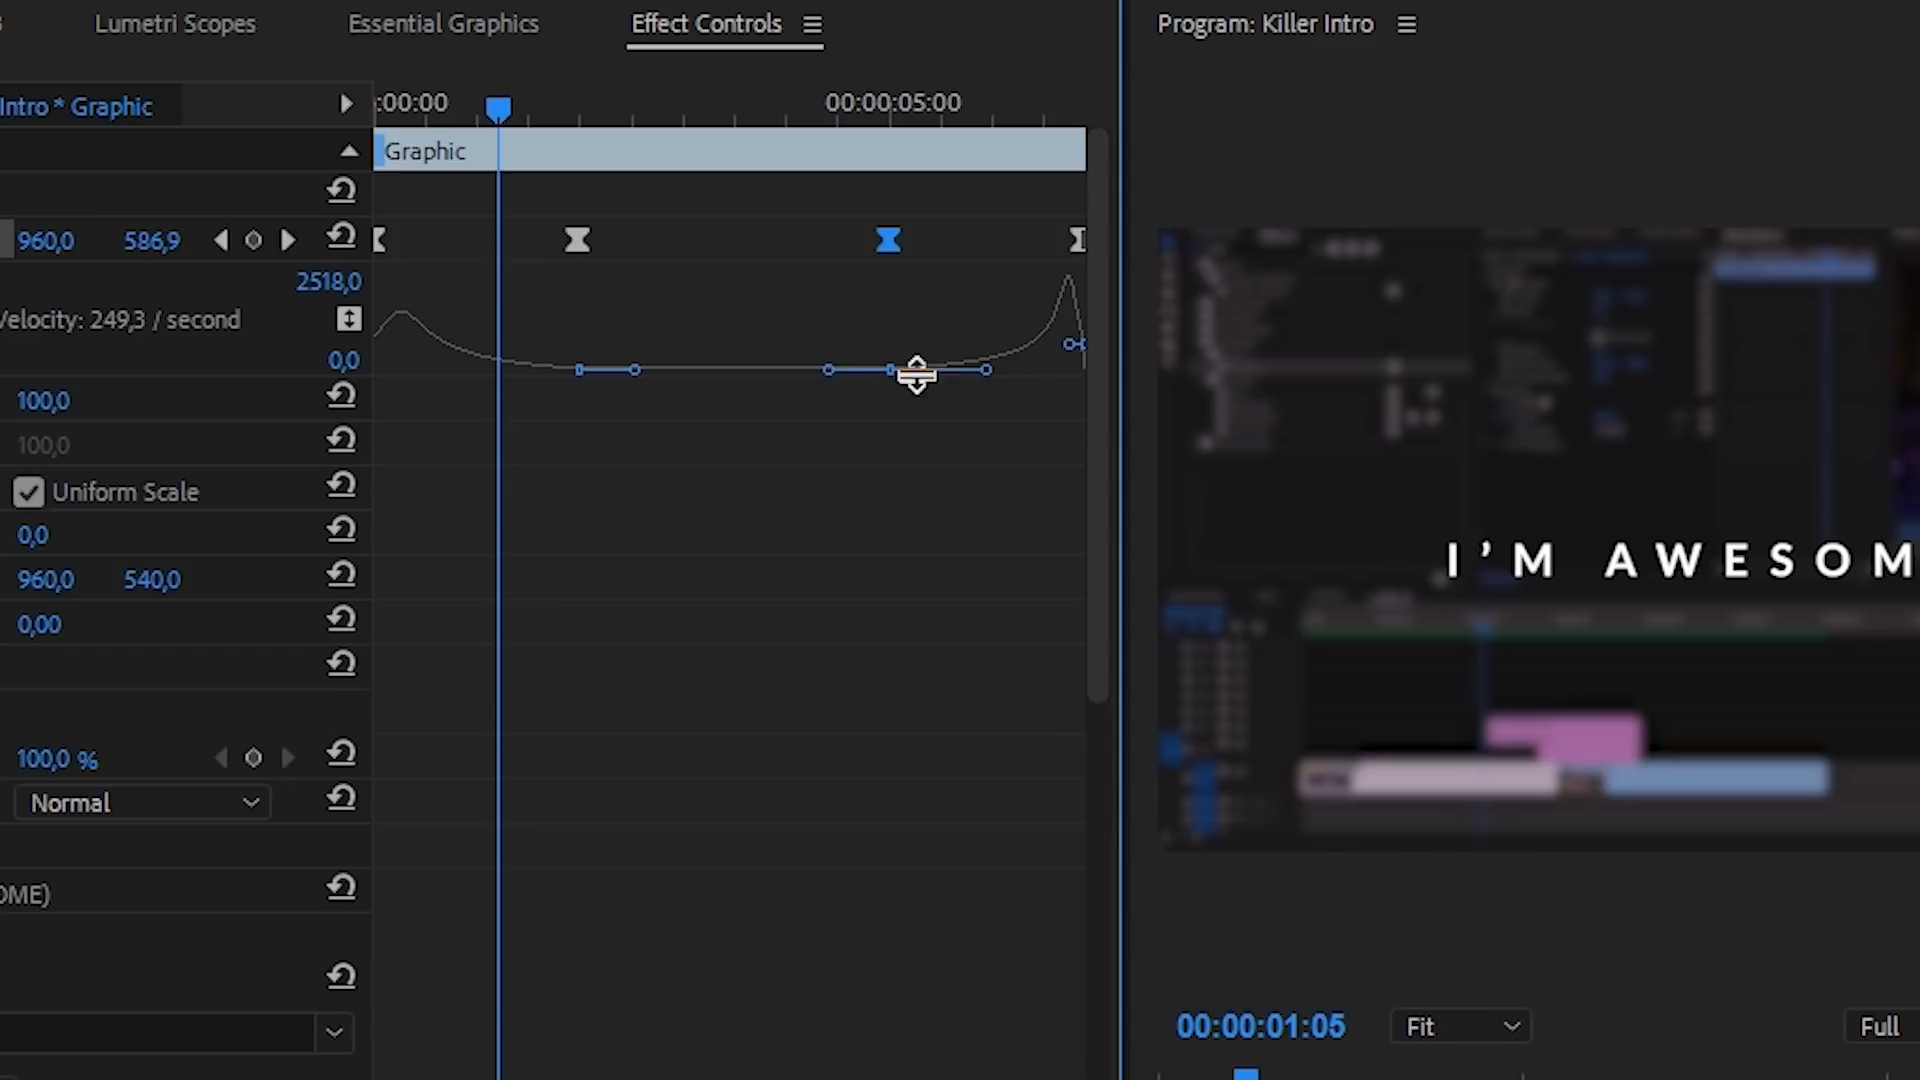 Lumetri Scopes
Essential Graphics
Effect Controls
Program: Killer Intro
Intro * Graphic
:00:00
00:00:05:00
Graphic
960,0 586,9
2518,0
Velocity: 249,3 / second
0,0
100,0
100,0
Uniform Scale
0,0
960,0 540,0
0,00
100,0 %
Normal
OME)
I'M AWESOM
00:00:01:05
Fit
Full